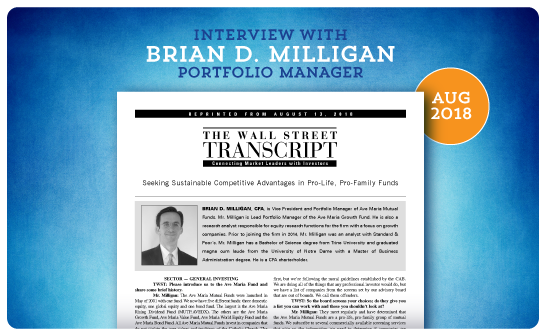 INTERVIEW WITH
BRIAN D. MILLIGAN
PORTFOLIO MANAGER
AUG
2018
REPRINTED FROM AUGUST 13, 2018
THE WALL STREET
TRANSCRIPT
Connecting Market Leaders with Investors
Seeking Sustainable Competitive Advantages in Pro-Life, Pro-Family Funds
BRIAN D. MILLIGAN, CFA, is Vice President and Portfolio Manager of Ave Maria Mutual
Funds. Mr. Milligan is Lead Portfolio Manager of the Ave Maria Growth Fund. He is also a
research analyst responsible for equity research functions for the firm with a focus on growth
companies. Prior to joining the firm in 2014, Mr. Milligan was an analyst with Standard &
Poor's. Mr. Milligan has a Bachelor of Science degree from Trine University and graduated
magna cum laude from the University of Notre Dame with a Master of Business
Administration degree. He is a CFA charterholder.
SECTOR — GENERAL INVESTING
TWST: Please introduce us to the Ave Maria Fund and
share some brief history.
Mr. Milligan: The Ave Maria Mutual Funds were launched in
May of 2001 with one fund. We now have five different funds: three domestic
equity, one global equity and one bond fund. The largest is the Ave Maria
Rising Dividend Fund (MUTF:AVEDX). The others are the Ave Maria
Growth Fund, Ave Maria Value Fund, Ave Maria World Equity Fund and the
Ave Maria Bond Fund. All Ave Maria Mutual Funds invest in companies that
first, but we're following the moral guidelines established by the CAB.
We are doing all of the things that any professional investor would do, but
we have a list of companies from the screens set by our advisory board
that are out of bounds. We call them offenders.
TWST: So the board assesses your choices; do they give you
a list you can work with and those you shouldn't look at?
Mr. Milligan: They meet regularly and have determined that
the Ave Maria Mutual Funds are a pro-life, pro-family group of mutual
funds. We subscribe to several commercially available screening services